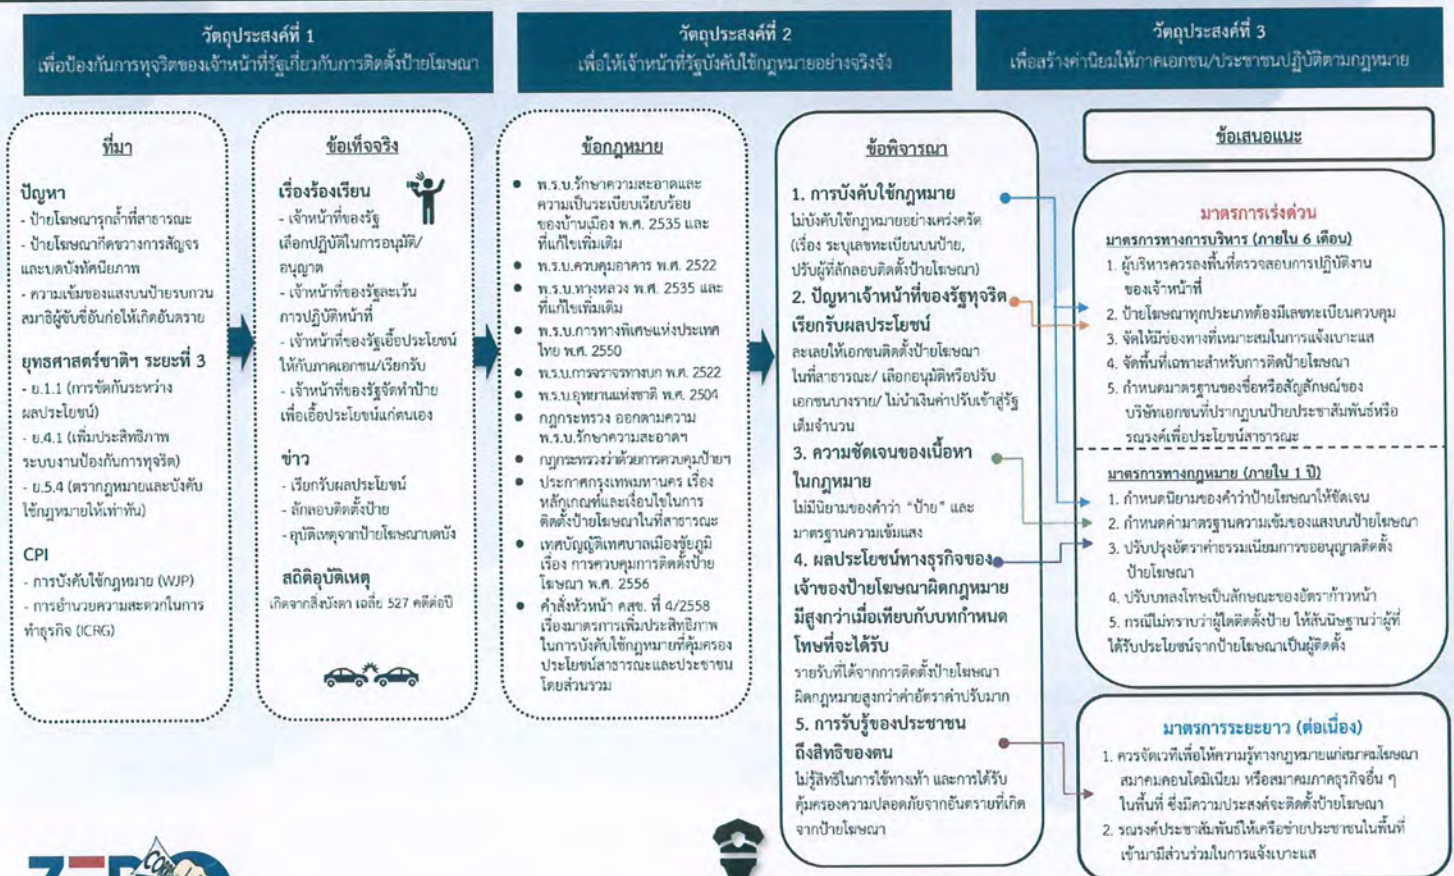 วัตถุประสงค์ที่ 1
เพื่อป้องกันการทุจริตของเจ้าหน้าที่รัฐเกี่ยวกับการติดตั้งป้ายโฆษณา
วัตถุประสงค์ที่ 2
เพื่อให้เจ้าหน้าที่รัฐบังคับใช้กฎหมายอย่างจริงจัง
วัตถุประสงค์ที่ 3
เพื่อสร้างค่านิยมให้ภาคเอกชน/ประชาชนปฏิบัติตามกฎหมาย
ที่มา
ปัญหา
- ป้ายโฆษณารุกล้ำที่สาธารณะ
- ป้ายโฆษณากีดขวางการสัญจร
และบดบังทัศนียภาพ
- ความเข้มของแสงบนป้ายรบกวน
สมาธิผู้ขับขี่อันก่อให้เกิดอันตราย
ยุทธศาสตร์ชาติฯ ระยะที่ 3
- ย.1.1 (การขัดกันระหว่าง
ผลประโยชน์)
- ย.4.1 (เพิ่มประสิทธิภาพ
ระบบงานป้องกันการทุจริต)
- ย.5.4 (ตรากฎหมายและบังคับ
ใช้กฎหมายให้เท่าทัน)
CPI
- การบังคับใช้กฎหมาย (WJP)
- การอำนวยความสะดวกในการ
ทำธุรกิจ (ICRG)
ข้อเท็จจริง
เรื่องร้องเรียน
- เจ้าหน้าที่ของรัฐ
เลือกปฏิบัติในการอนุมัติ/
อนุญาต
- เจ้าหน้าที่ของรัฐละเว้น
การปฏิบัติหน้าที่
- เจ้าหน้าที่ของรัฐเอื้อประโยชน์
ให้กับภาคเอกชน/เรียกรับ
- เจ้าหน้าที่ของรัฐจัดทำป้าย
เพื่อเอื้อประโยชน์แก่ตนเอง
ข่าว
- เรียกรับผลประโยชน์
- ลักลอบติดตั้งป้าย
- อุบัติเหตุจากป้ายโฆษณาบดบัง
สถิติอุบัติเหตุ
เกิดจากสิ่งบังตา เฉลี่ย 527 คดีต่อปี
ข้อกฎหมาย
• พ.ร.บ.รักษาความสะอาดและ
ความเป็นระเบียบเรียบร้อย
ของบ้านเมือง พ.ศ. 2535 และ
ที่แก้ไขเพิ่มเติม
• พ.ร.บ.ควบคุมอาคาร พ.ศ. 2522
• พ.ร.บ.ทางหลวง พ.ศ. 2535 และ
ที่แก้ไขเพิ่มเติม
• พ.ร.บ.การทางพิเศษแห่งประเทศ
ไทย พ.ศ. 2550
• พ.ร.บ.การจราจรทางบก พ.ศ. 2522
• พ.ร.บ.อุทยานแห่งชาติ พ.ศ. 2504
• กฎกระทรวง ออกตามความ
พ.ร.บ.รักษาความสะอาดฯ
• กฎกระทรวงว่าด้วยการควบคุมป้ายฯ
• ประกาศกรุงเทพมหานคร เรื่อง
หลักเกณฑ์และเงื่อนไขในการ
ติดตั้งป้ายโฆษณาในที่สาธารณะ
• เทศบัญญัติเทศบาลเมืองชัยภูมิ
เรื่อง การควบคุมการติดตั้งป้าย
โฆษณา พ.ศ. 2556
• คำสั่งหัวหน้า คสช. ที่ 4/2558
เรื่องมาตรการเพิ่มประสิทธิภาพ
ในการบังคับใช้กฎหมายที่คุ้มครอง
ประโยชน์สาธารณะและประชาชน
โดยส่วนรวม
ข้อพิจารณา
1. การบังคับใช้กฎหมาย
ไม่บังคับใช้กฎหมายอย่างเคร่งครัด
(เรื่อง ระบุเลขทะเบียนบนป้าย,
ปรับผู้ที่ลักลอบติดตั้งป้ายโฆษณา)
2. ปัญหาเจ้าหน้าที่ของรัฐทุจริต
เรียกรับผลประโยชน์
ละเลยให้เอกชนติดตั้งป้ายโฆษณา
ในที่สาธารณะ/ เลือกอนุมัติหรือปรับ
เอกชนบางราย/ ไม่นำเงินค่าปรับเข้าสู่รัฐ
เต็มจำนวน
3. ความชัดเจนของเนื้อหา
ในกฎหมาย
ไม่มีนิยามของคำว่า "ป้าย" และ
มาตรฐานความเข้มแสง
4. ผลประโยชน์ทางธุรกิจของ
เจ้าของป้ายโฆษณาผิดกฎหมาย
มีสูงกว่าเมื่อเทียบกับบทกำหนด
โทษที่จะได้รับ
รายรับที่ได้จากการติดตั้งป้ายโฆษณา
ผิดกฎหมายสูงกว่าค่าอัตราค่าปรับมาก
5. การรับรู้ของประชาชน
ถึงสิทธิของตน
ไม่รู้สิทธิในการใช้ทางเท้า และการได้รับ
คุ้มครองความปลอดภัยจากอันตรายที่เกิด
จากป้ายโฆษณา
ข้อเสนอแนะ
มาตรการเร่งด่วน
มาตรการทางการบริหาร (ภายใน 6 เดือน)
1. ผู้บริหารควรลงพื้นที่ตรวจสอบการปฏิบัติงาน
ของเจ้าหน้าที่
2. ป้ายโฆษณาทุกประเภทต้องมีเลขทะเบียนควบคุม
3. จัดให้มีช่องทางที่เหมาะสมในการแจ้งเบาะแส
4. จัดพื้นที่เฉพาะสำหรับการติดป้ายโฆษณา
5. กำหนดมาตรฐานของชื่อหรือสัญลักษณ์ของ
บริษัทเอกชนที่ปรากฏบนป้ายประชาสัมพันธ์หรือ
รณรงค์เพื่อประโยชน์สาธารณะ
มาตรการทางกฎหมาย (ภายใน 1 ปี)
1. กำหนดนิยามของคำว่าป้ายโฆษณาให้ชัดเจน
2. กำหนดค่ามาตรฐานความเข้มของแสงบนป้ายโฆษณา
3. ปรับปรุงอัตราค่าธรรมเนียมการขออนุญาตติดตั้ง
ป้ายโฆษณา
4. ปรับบทลงโทษเป็นลักษณะของอัตราก้าวหน้า
5. กรณีไม่ทราบว่าผู้ใดติดตั้งป้าย ให้สันนิษฐานว่าผู้ที่
ได้รับประโยชน์จากป้ายโฆษณาเป็นผู้ติดตั้ง
มาตรการระยะยาว (ต่อเนื่อง)
1. ควรจัดเวทีเพื่อให้ความรู้ทางกฎหมายแก่สมาคมโฆษณา
สมาคมคอนโดมิเนียม หรือสมาคมภาคธุรกิจอื่น ๆ
ในพื้นที่ ซึ่งมีความประสงค์จะติดตั้งป้ายโฆษณา
2. รณรงค์ประชาสัมพันธ์ให้เครือข่ายประชาชนในพื้นที่
เข้ามามีส่วนร่วมในการแจ้งเบาะแส